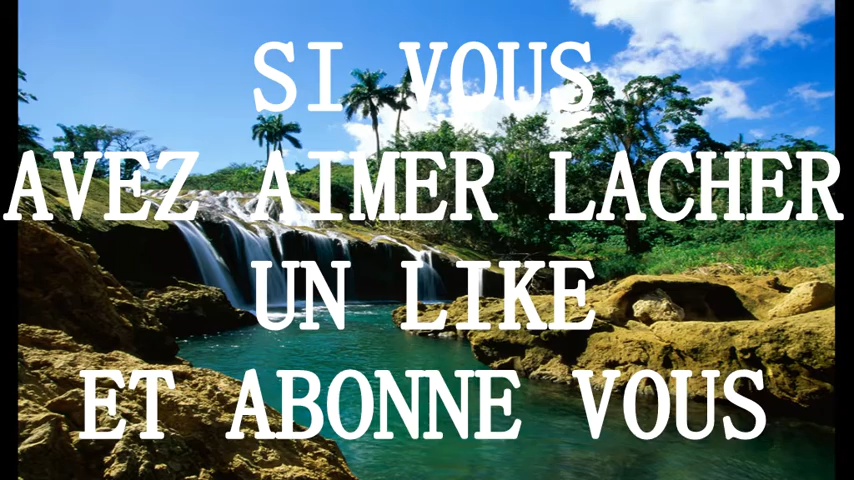 SI VOUS
AVEZ AIMER LACHER
UN LIKE
ET ABONNE VOUS